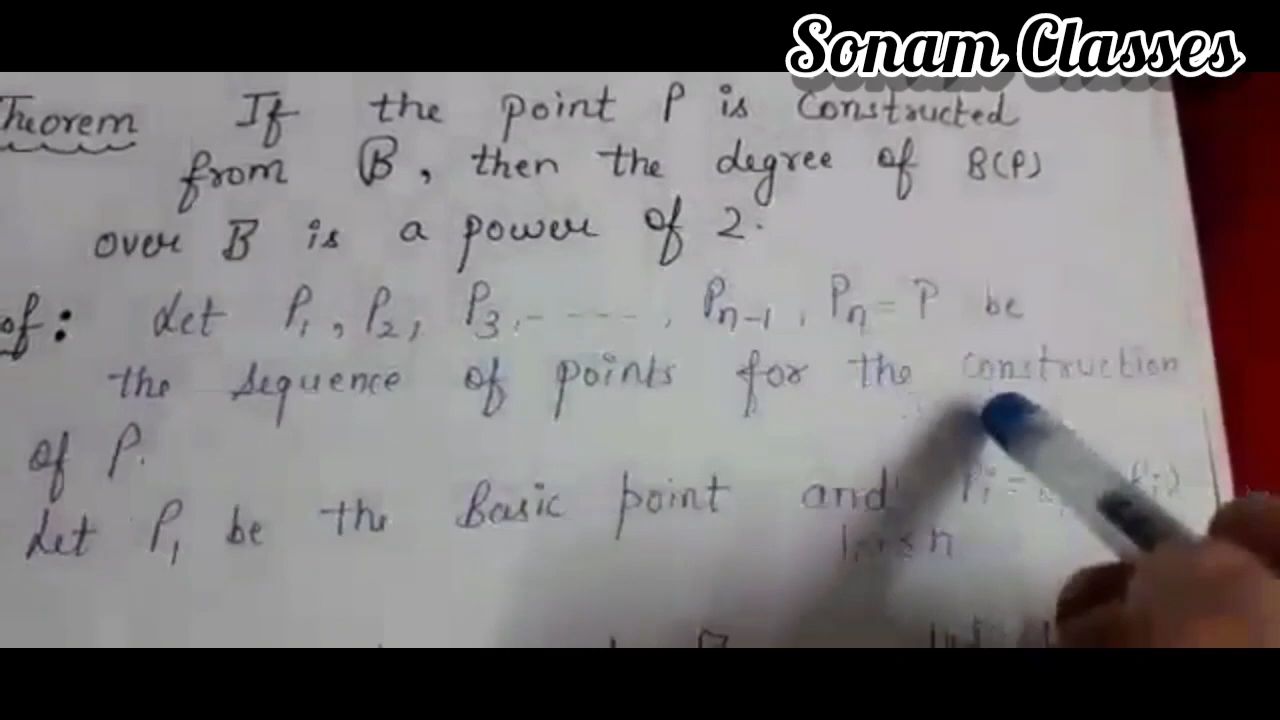 Sonam Classes
Theorem If the point P is Constructed
from B, then the degree of B(P)
over B is a power of 2.
of: Let P1, P2, P3, - - - - -, Pn-1, Pn = P be
the sequence of points for the construction
of P.
Let P1 be the Basic point and Pi =